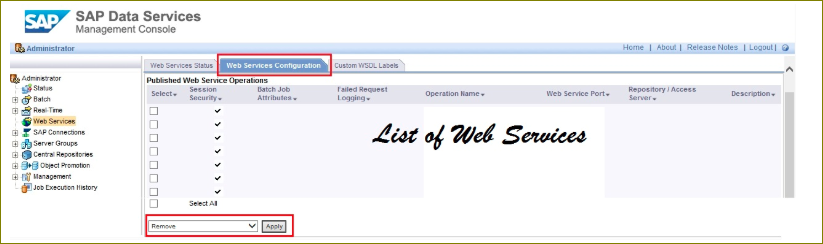 SAP
SAP Data Services
Management Console
Administrator
Home | About | Release Notes | Logout |
Web Services Status
Web Services Configuration
Custom WSDL Labels
Administrator
Status
Batch
Real-Time
Web Services
SAP Connections
Server Groups
Central Repositories
Object Promotion
Management
Job Execution History
Published Web Service Operations
Select
Session
Security
Batch Job
Attributes
Failed Request
Logging
Operation Name
Web Service Port
Repository / Access
Server
Description
List of Web Services
Select All
Remove
Apply